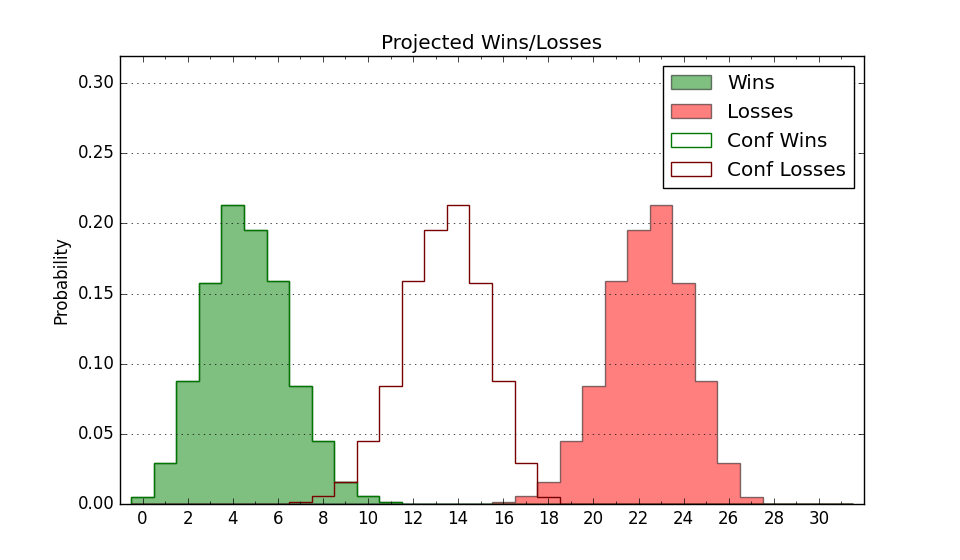 Projected Wins/Losses
Wins
Losses
Conf Wins
Conf Losses
Probability
0.30
0.25
0.20
0.15
0.10
0.05
0.00
0 2 4 6 8 10 12 14 16 18 20 22 24 26 28 30